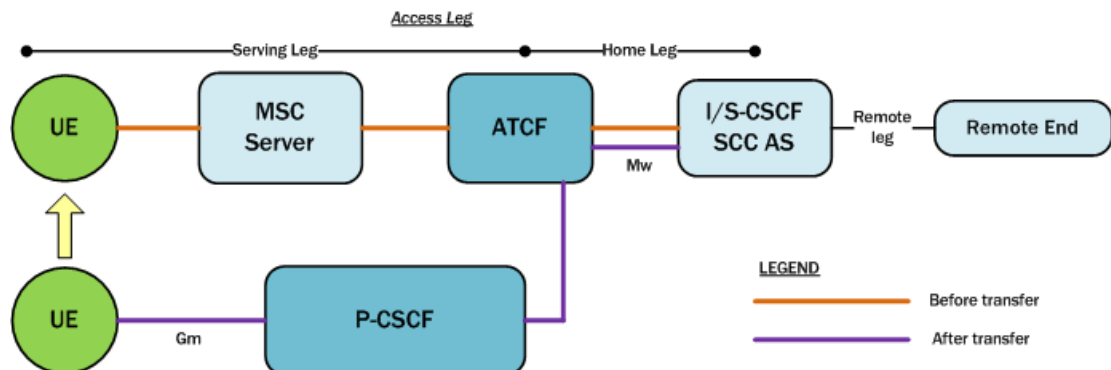 Access Leg
Serving Leg
Home Leg
UE
MSC
Server
ATCF
I/S-CSCF
SCC AS
Remote
leg
Remote End
Mw
UE
Gm
P-CSCF
LEGEND
Before transfer
After transfer